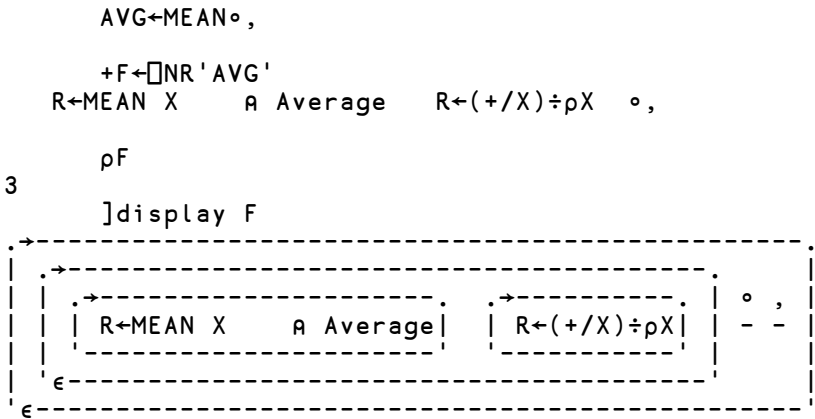 AVG←MEAN∘,
+F←⎕NR'AVG'
R←MEAN X    ⍝ Average   R←(+/X)÷⍴X  ∘,
⍴F
3
]display F
.→------------------------------------------------.
|  .→----------------------------------------.     |
| | .→----------------------.  .→----------. | ∘ , |
| | | R←MEAN X    ⍝ Average|  | R←(+/X)÷⍴X| | - - |
| | '----------------------'  '-----------' |     |
| '∊----------------------------------------'     |
'∊------------------------------------------------'